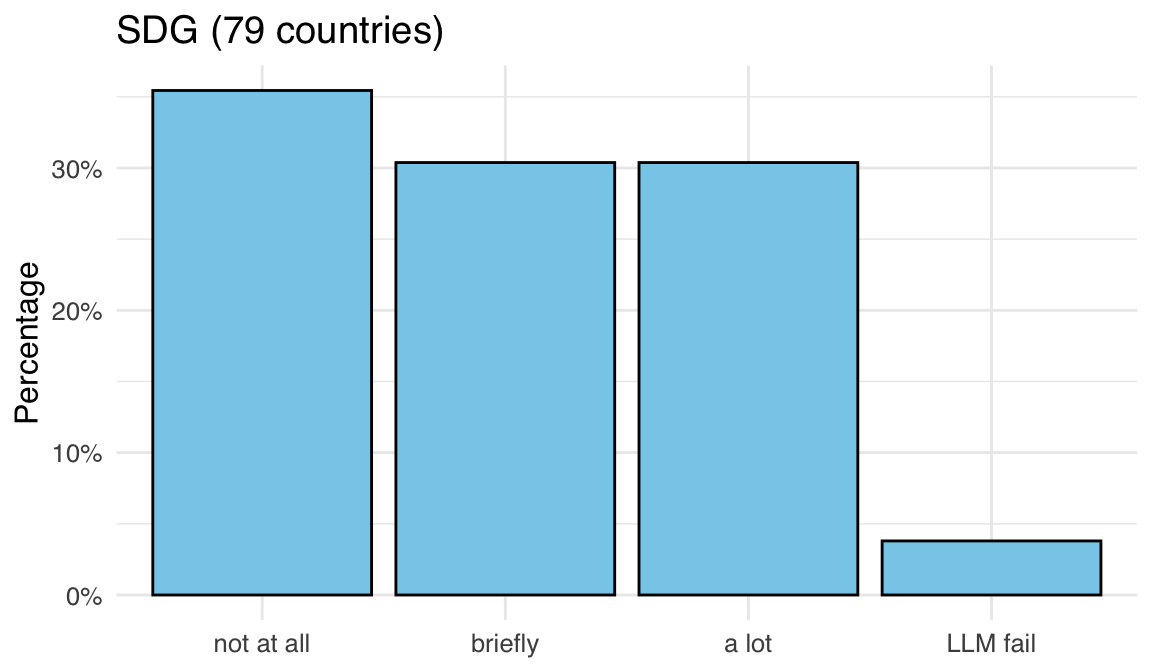 SDG (79 countries)
Percentage
30%
20%
10%
0%
not at all
briefly
a lot
LLM fail